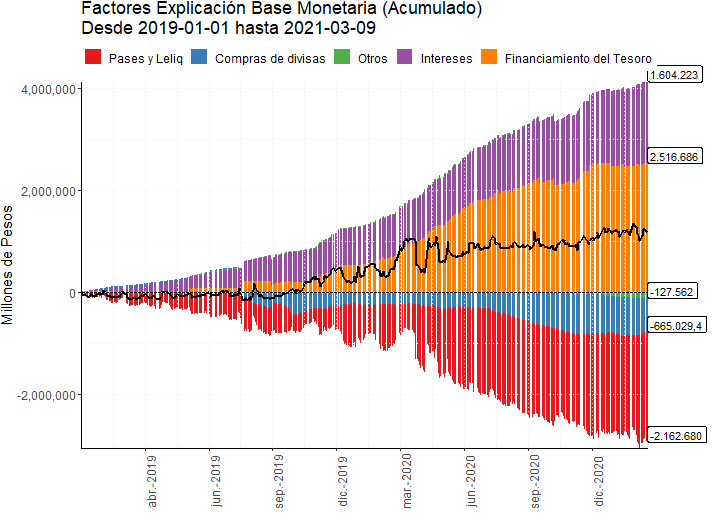 Factores Explicación Base Monetaria (Acumulado)
Desde 2019-01-01 hasta 2021-03-09
Pases y Leliq Compras de divisas Otros Intereses Financiamiento del Tesoro
Millones de Pesos
4,000,000
2,000,000
0
-2,000,000
1.604.223
2.516.686
-127.562
-665.029,4
-2.162.680
abr.-2019
jun.-2019
sep.-2019
dic.-2019
mar.-2020
jun.-2020
sep.-2020
dic.-2020